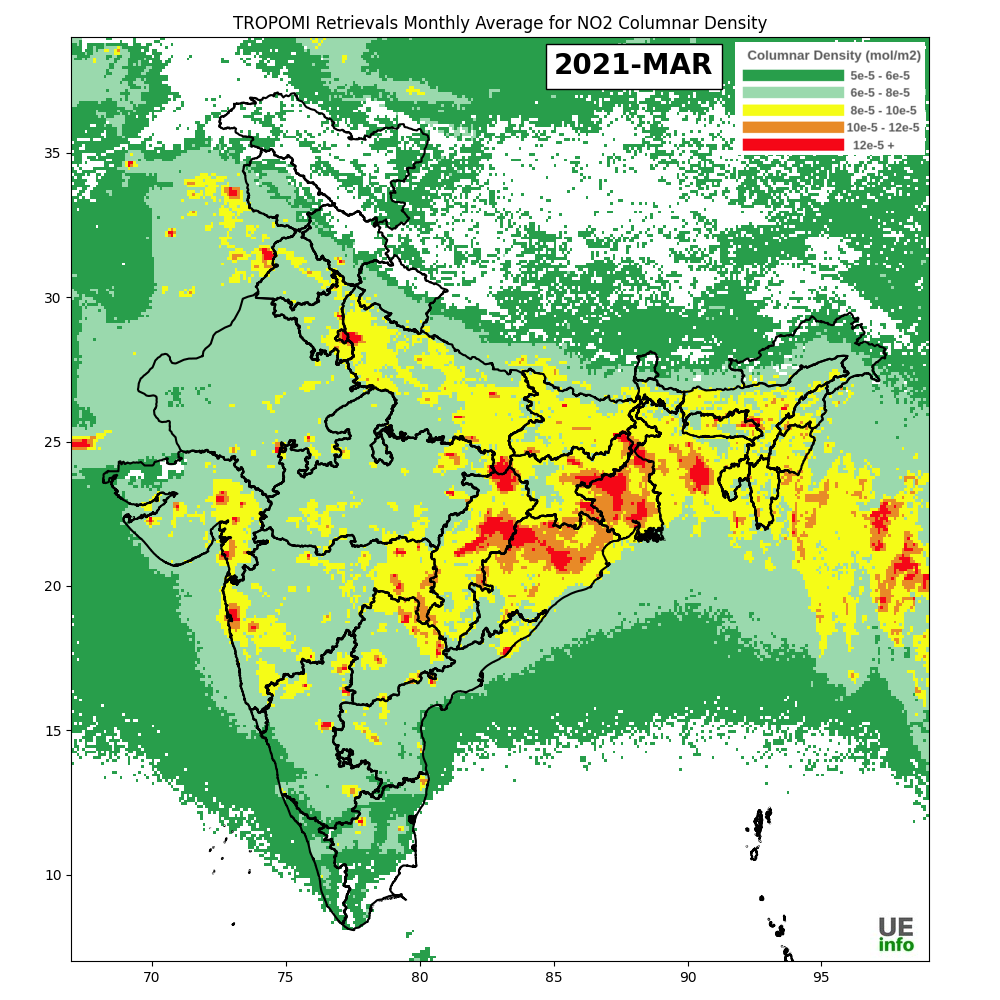 TROPOMI Retrievals Monthly Average for NO2 Columnar Density
2021-MAR
Columnar Density (mol/m2)
5e-5 - 6e-5
6e-5 - 8e-5
8e-5 - 10e-5
10e-5 - 12e-5
12e-5 +
35
30
25
20
15
10
70 75 80 85 90 95
UE
info